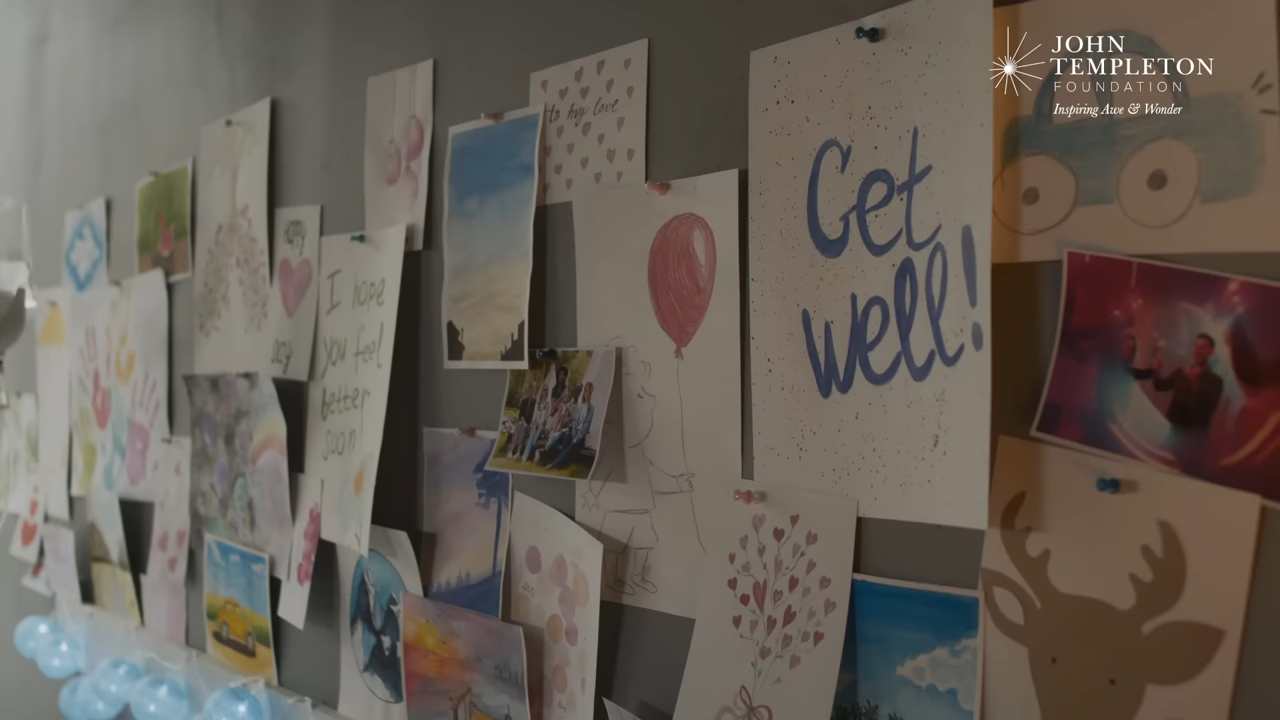 JOHN
TEMPLETON
FOUNDATION
Inspiring Awe & Wonder
to my love
Get
well!
I hope
you feel
better
soon